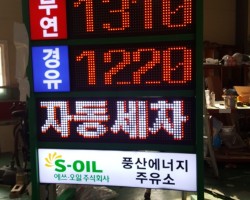 무연 1310
경유 1220
자동세차
S-OIL 풍산에너지
에쓰-오일주식회사 주유소